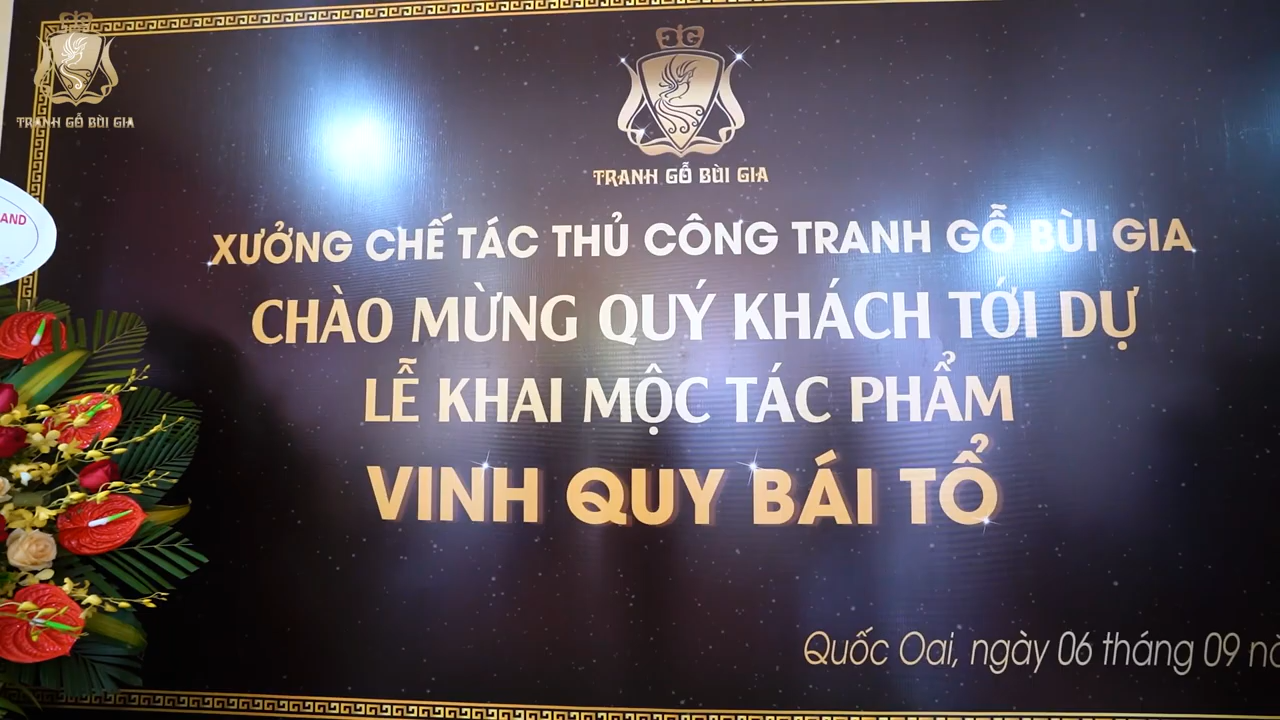 TRANH GỖ BÙI GIA
TRANH GỖ BÙI GIA
AND
XƯỞNG CHẾ TÁC THỦ CÔNG TRANH GỖ BÙI GIA
CHÀO MỪNG QUÝ KHÁCH TỚI DỰ
LỄ KHAI MỘC TÁC PHẨM
VINH QUY BÁI TỔ
Quốc Oai, ngày 06 tháng 09